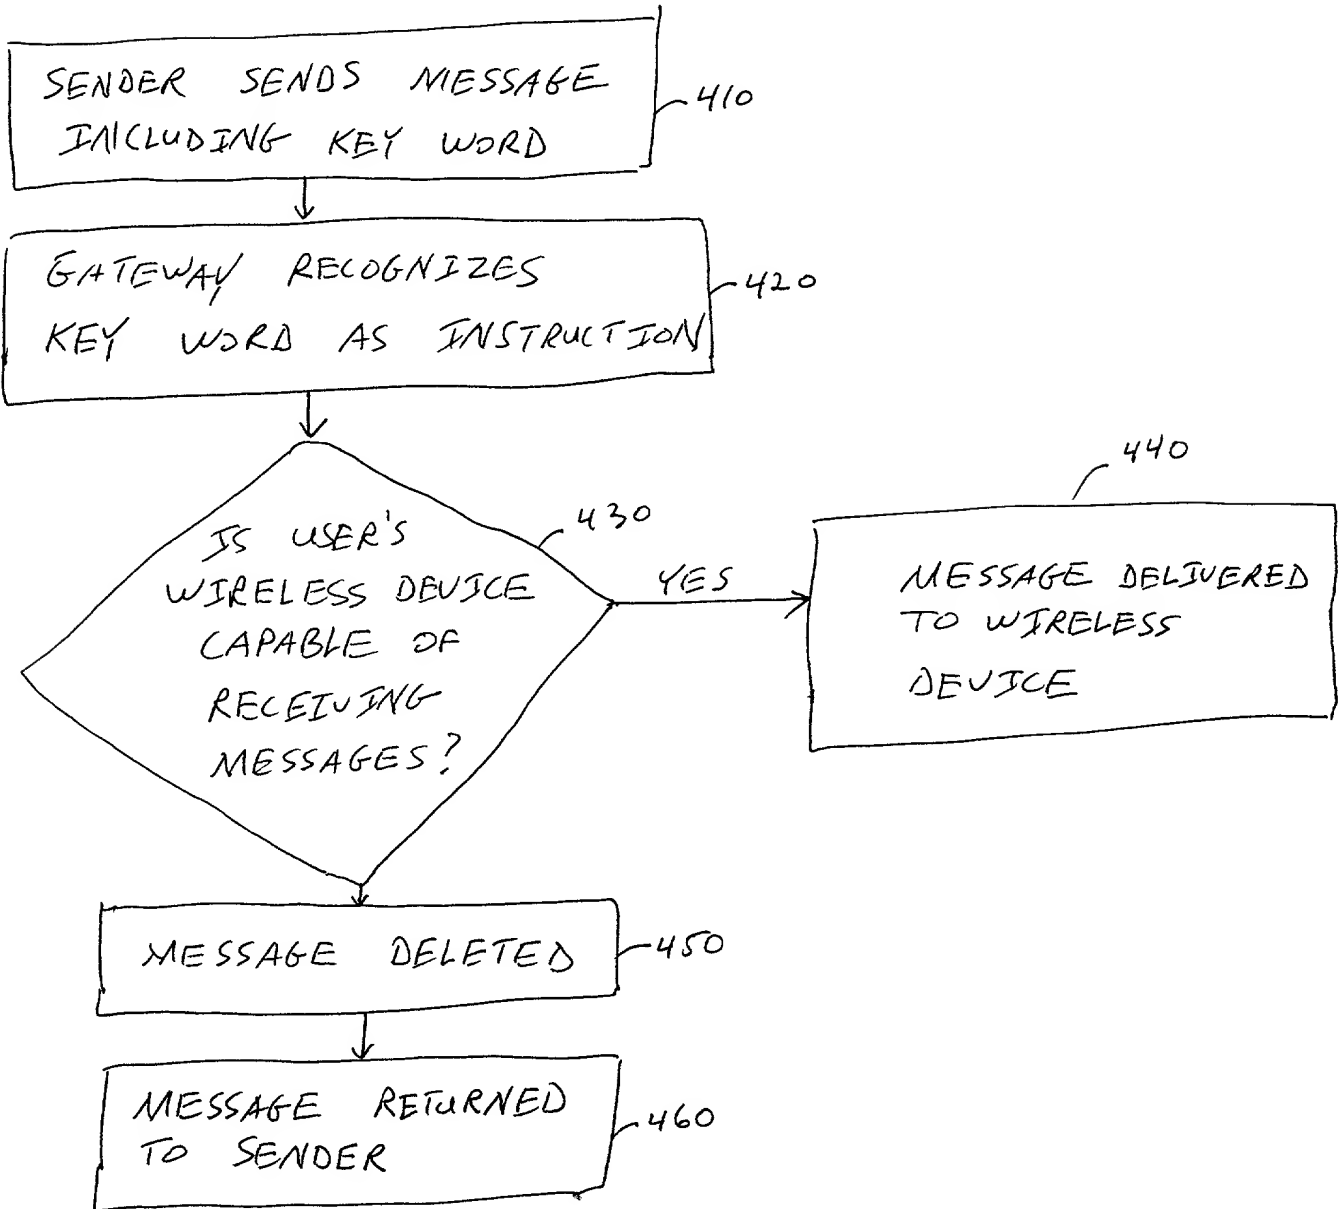 SENDER SENDS MESSAGE
INCLUDING KEY WORD
410
GATEWAY RECOGNIZES
KEY WORD AS INSTRUCTION
420
IS USER'S
WIRELESS DEVICE
CAPABLE OF
RECEIVING
MESSAGES?
430
YES
440
MESSAGE DELIVERED
TO WIRELESS
DEVICE
MESSAGE DELETED
450
MESSAGE RETURNED
TO SENDER
460